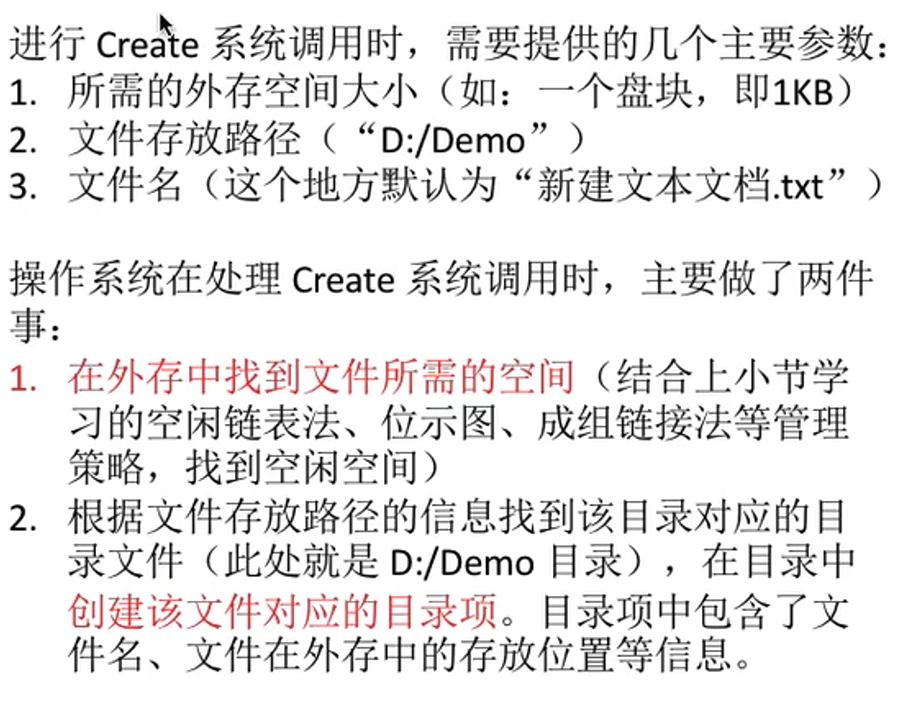 进行 Create 系统调用时，需要提供的几个主要参数：
1. 所需的外存空间大小（如：一个盘块，即1KB）
2. 文件存放路径（“D:/Demo”）
3. 文件名（这个地方默认为“新建文本文档.txt”）
操作系统在处理 Create 系统调用时，主要做了两件
事：
1. 在外存中找到文件所需的空间（结合上小节学
习的空闲链表法、位示图、成组链接法等管理
策略，找到空闲空间）
2. 根据文件存放路径的信息找到该目录对应的目
录文件（此处就是 D:/Demo 目录），在目录中
创建该文件对应的目录项。目录项中包含了文
件名、文件在外存中的存放位置等信息。